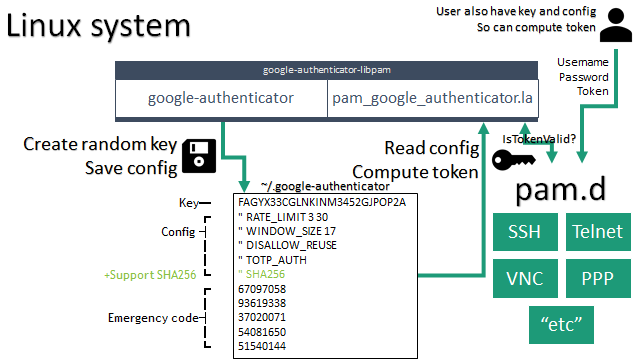 Linux system
User also have key and config
So can compute token
Username
Password
Token
google-authenticator-libpam
google-authenticator
pam_google_authenticator.la
Create random key
Save config
Read config
Compute token
IsTokenValid?
pam.d
SSH
Telnet
VNC
PPP
“etc”
~/.google-authenticator
Key
FAGYX33CGLNKINM3452GJPOP2A
Config
" RATE_LIMIT 3 30
" WINDOW_SIZE 17
" DISALLOW_REUSE
" TOTP_AUTH
+Support SHA256
" SHA256
Emergency code
67097058
93619338
37020071
54081650
51540144